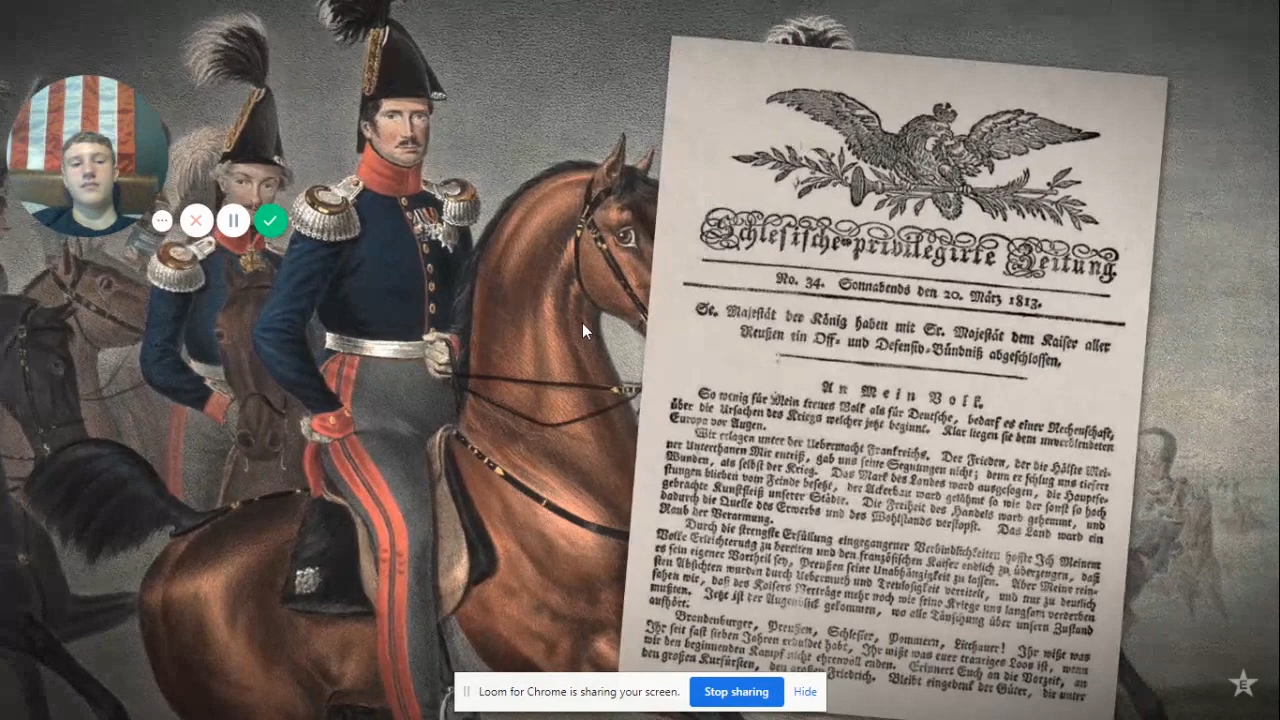 Schlesische privilegirte Zeitung.
No. 34. Sonnabends den 20. März 1813.
Se. Majestät der König haben mit Sr. Majestät dem Kaiser aller
Reußen ein Off- und Defensiv-Bündniß abgeschlossen.
An Mein Volk.
So wenig für Mein treues Volk als für Deutsche, bedarf es einer Rechenschaft,
über die Ursachen des Kriegs welcher jetzt beginnt. Klar liegen sie dem unverblendeten
Europa vor Augen.
Wir erlagen unter der Uebermacht Frankreichs. Der Frieden, der die Hälfte Mei-
ner Unterthanen Mir entriß, gab uns seine Segnungen nicht; denn er schlug uns tiefere
Wunden, als selbst der Krieg. Das Mark des Landes ward ausgesogen, die Hauptfe-
stungen blieben vom Feinde besetzt, der Ackerbau ward gelähmt so wie der sonst so hoch
gebrachte Kunstfleiß unserer Städte. Die Freiheit des Handels ward gehemmt, und
dadurch die Quelle des Erwerbs und des Wohlstands verstopft. Das Land ward ein
Raub der Verarmung.
Durch die strengste Erfüllung eingegangener Verbindlichkeiten hoffte Ich Meinem
Volke Erleichterung zu bereiten und den französischen Kaiser endlich zu überzeugen, daß
es sein eigener Vortheil sey, Preußen seine Unabhängigkeit zu lassen. Aber Meine rein-
sten Absichten wurden durch Uebermuth und Treulosigkeit vereitelt, und nur zu deutlich
sahen wir, daß des Kaisers Verträge mehr noch wie seine Kriege uns langsam verderben
mußten. Jetzt ist der Augenblick gekommen, wo alle Täuschung über unsern Zustand
aufhört.
Brandenburger, Preußen, Schlesier, Pommern, Litthauer! Ihr wißt was
Ihr seit fast sieben Jahren erduldet habt, Ihr wißt was euer trauriges Loos ist, wenn
wir den beginnenden Kampf nicht ehrenvoll enden. Erinnert Euch an die Vorzeit, an
den großen Kurfürsten, den großen Friedrich. Bleibt eingedenk der Güter, die unter
Loom for Chrome is sharing your screen.
Stop sharing
Hide
E